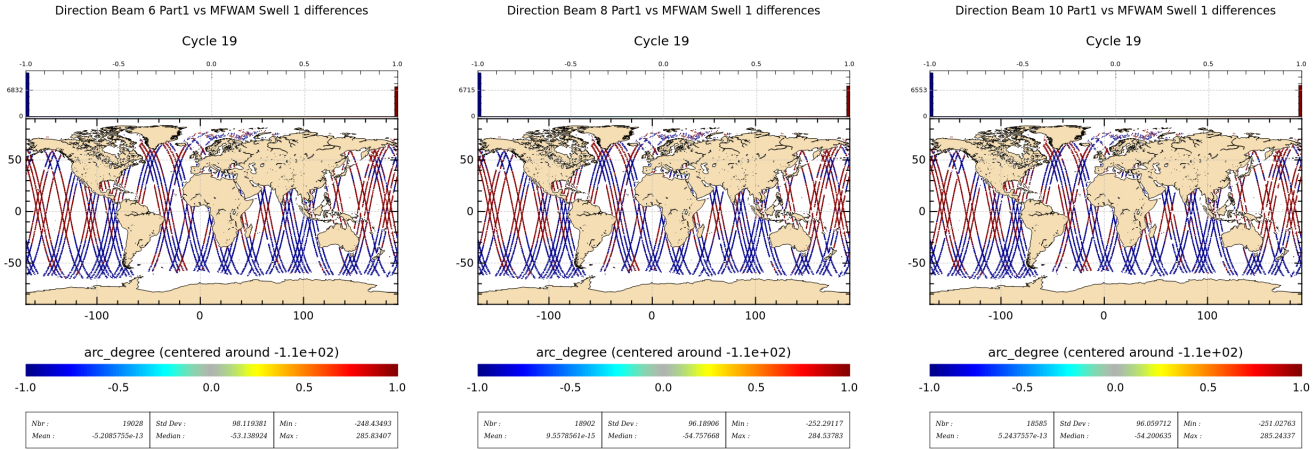 Direction Beam 6 Part1 vs MFWAM Swell 1 differences
Cycle 19
-1.0 -0.5 0.0 0.5 1.0
6832
0
50
0
-50
-100 0 100
arc_degree (centered around -1.1e+02)
-1.0 -0.5 0.0 0.5 1.0
Nbr : 19028 Std Dev : 98.119381 Min : -248.43493
Mean : -5.2085755e-13 Median : -53.138924 Max : 285.83407
Direction Beam 8 Part1 vs MFWAM Swell 1 differences
Cycle 19
-1.0 -0.5 0.0 0.5 1.0
6715
0
50
0
-50
-100 0 100
arc_degree (centered around -1.1e+02)
-1.0 -0.5 0.0 0.5 1.0
Nbr : 18902 Std Dev : 96.18906 Min : -252.29117
Mean : 9.5578561e-15 Median : -54.757668 Max : 284.53783
Direction Beam 10 Part1 vs MFWAM Swell 1 differences
Cycle 19
-1.0 -0.5 0.0 0.5 1.0
6553
0
50
0
-50
-100 0 100
arc_degree (centered around -1.1e+02)
-1.0 -0.5 0.0 0.5 1.0
Nbr : 18585 Std Dev : 96.059712 Min : -251.02763
Mean : 5.2437557e-13 Median : -54.200635 Max : 285.24337